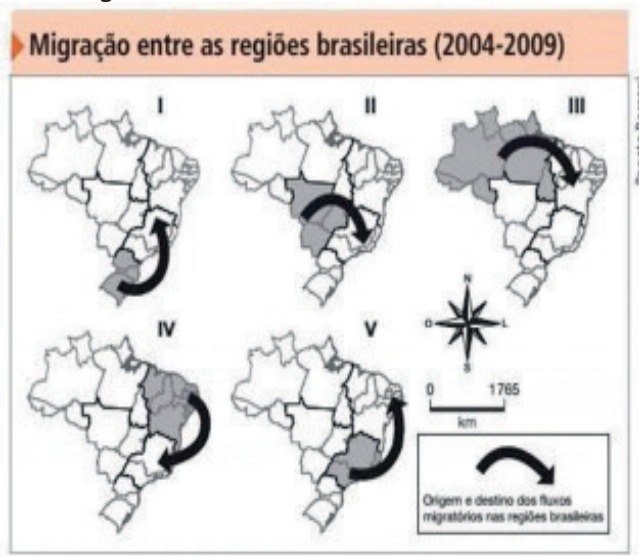 Migração entre as regiões brasileiras (2004-2009)
I
II
III
IV
V
N
O
L
S
0 1765
km
Origem e destino dos fluxos
migratórios nas regiões brasileiras